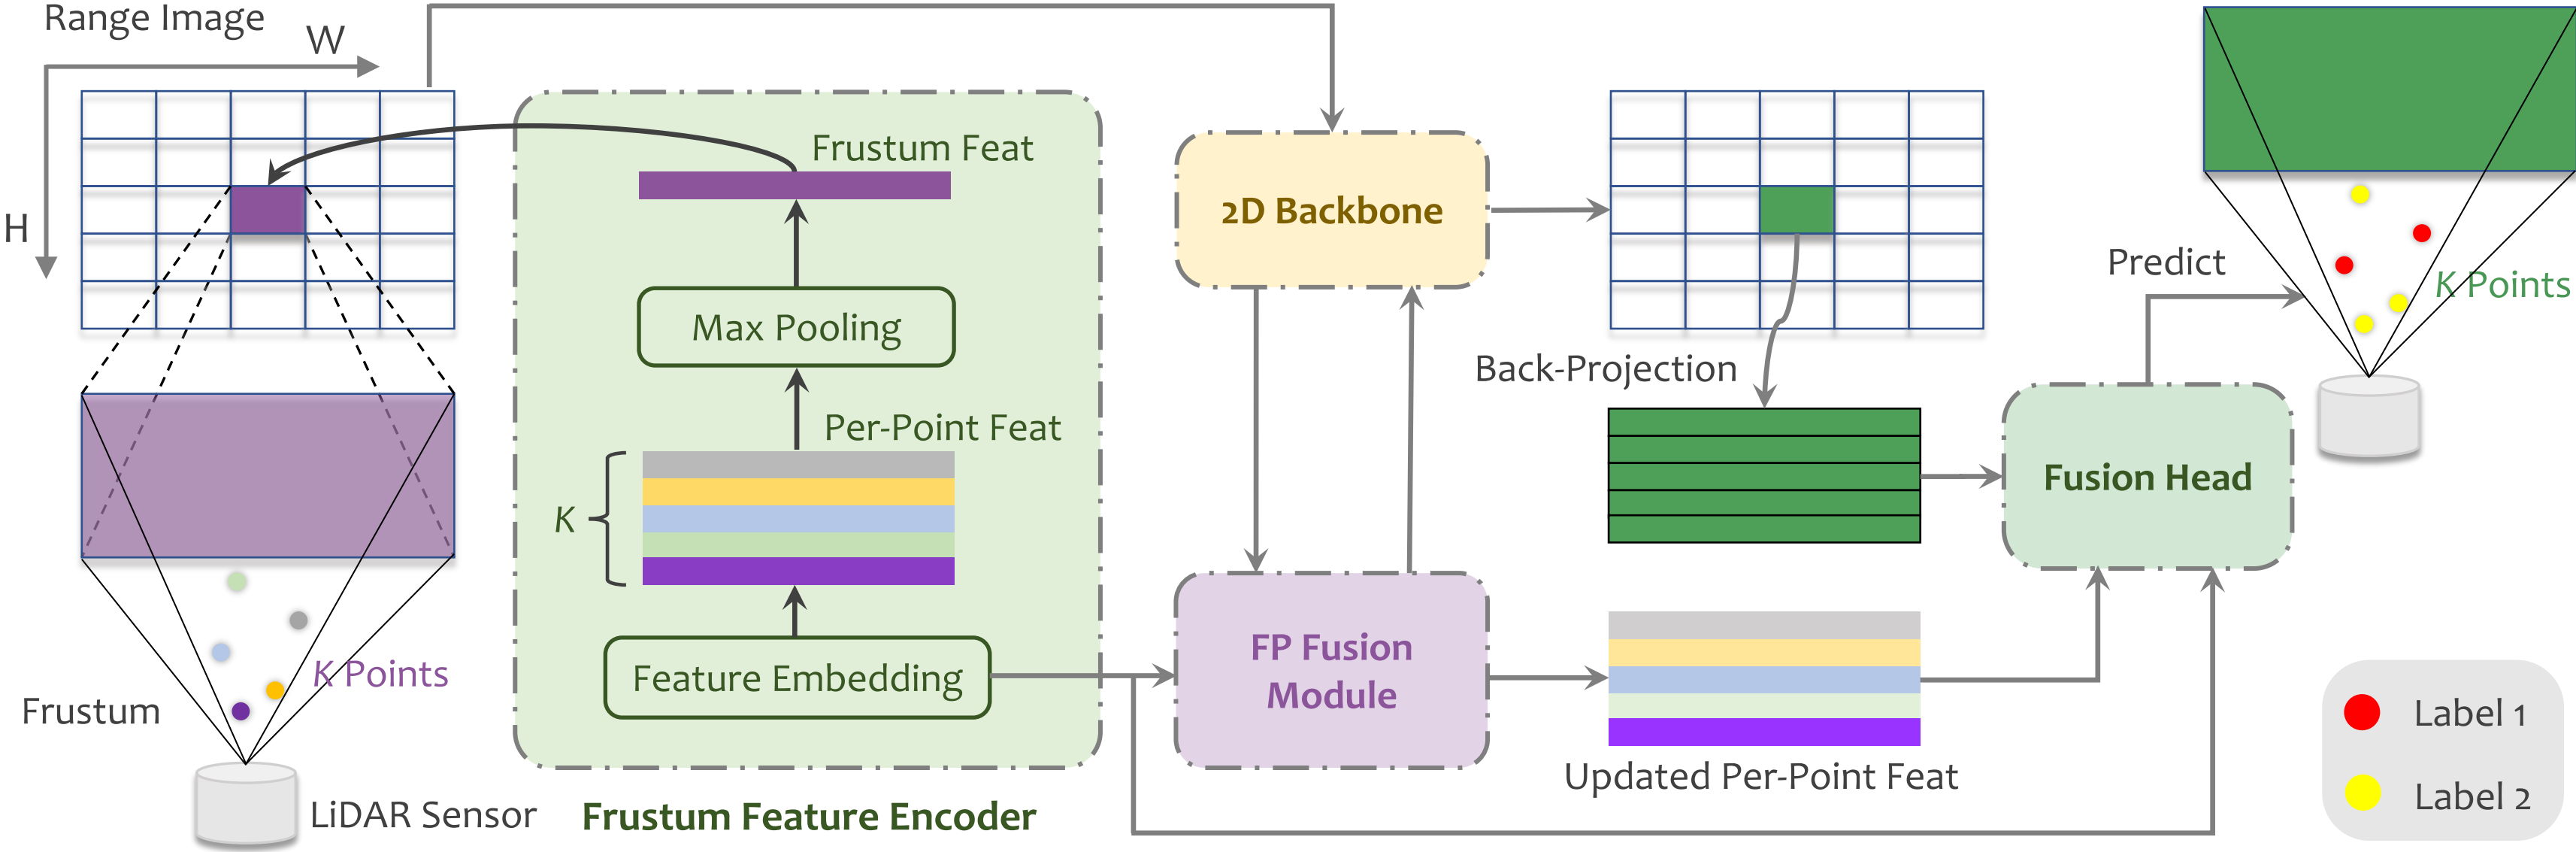 Range Image
W
H
Frustum
K Points
LiDAR Sensor
Frustum Feat
Max Pooling
Per-Point Feat
K
Feature Embedding
Frustum Feature Encoder
2D Backbone
FP Fusion
Module
Back-Projection
Updated Per-Point Feat
Fusion Head
Predict
K Points
Label 1
Label 2